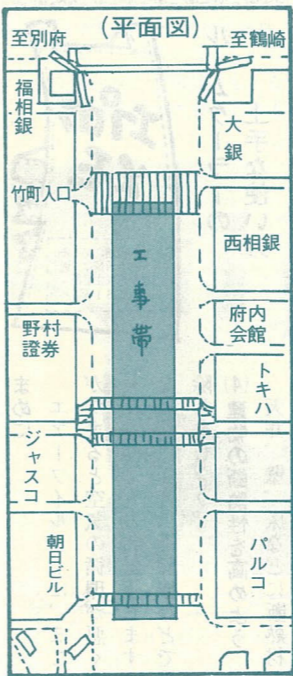 (平面図)
至別府
至鶴崎
福相銀
大銀
竹町入口
西相銀
工事帯
野村
證券
府内
会館
トキハ
ジャスコ
朝日ビル
パルコ